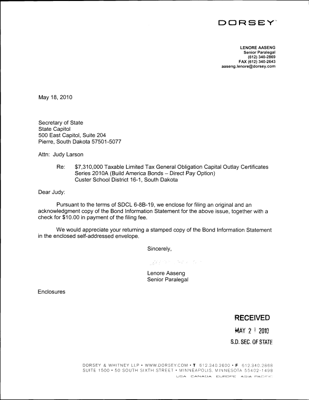 DORSEY
LENORE AASENG
Senior Paralegal
(612) 340-2869
FAX (612) 340-2643
aaseng.lenore@dorsey.com
May 18, 2010
Secretary of State
State Capitol
500 East Capitol, Suite 204
Pierre, South Dakota 57501-5077
Attn: Judy Larson
Re: $7,310,000 Taxable Limited Tax General Obligation Capital Outlay Certificates
Series 2010A (Build America Bonds – Direct Pay Option)
Custer School District 16-1, South Dakota
Dear Judy:
Pursuant to the terms of SDCL 6-8B-19, we enclose for filing an original and an
acknowledgment copy of the Bond Information Statement for the above issue, together with a
check for $10.00 in payment of the filing fee.
We would appreciate your returning a stamped copy of the Bond Information Statement
in the enclosed self-addressed envelope.
Sincerely,
Lenore Aaseng
Senior Paralegal
Enclosures
RECEIVED
MAY 2 2010
S.D. SEC. OF STATE
DORSEY & WHITNEY LLP • WWW.DORSEY.COM • T 612.340.2600 • F 612.340.2868
SUITE 1500 • 50 SOUTH SIXTH STREET • MINNEAPOLIS, MINNESOTA 55402-1498
USA CANADA EUROPE ASIA-PACIFIC